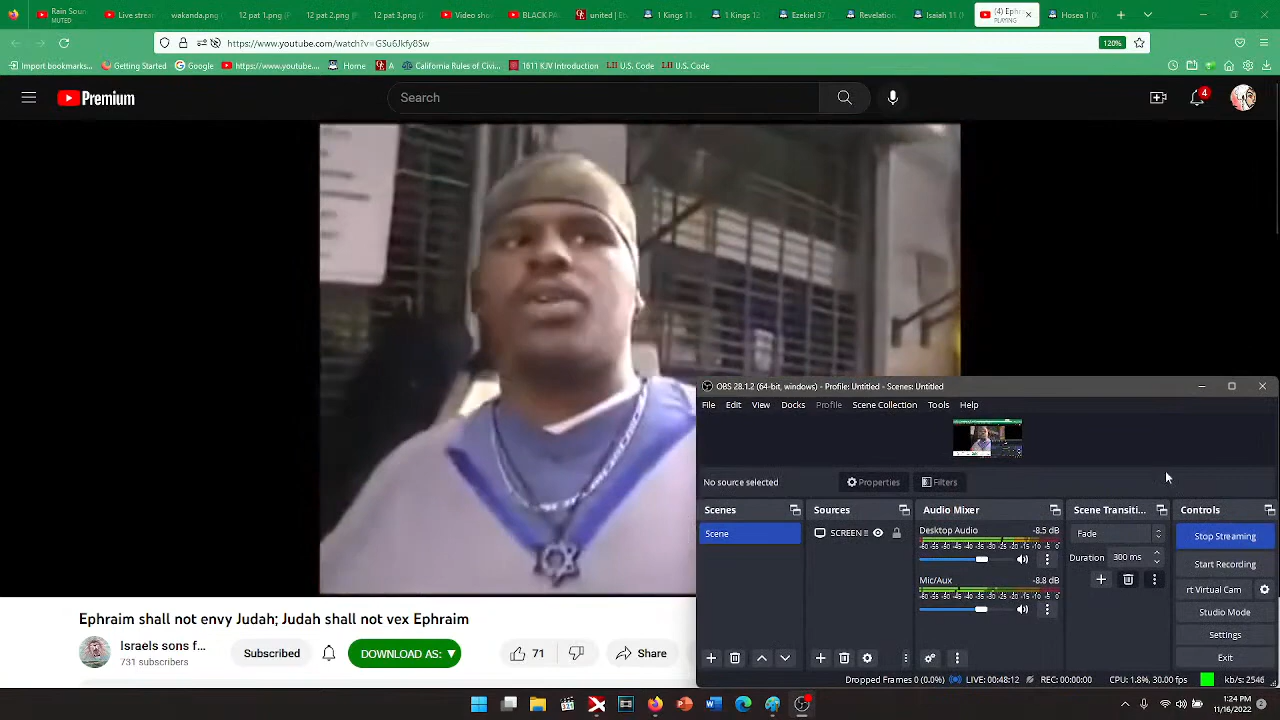 Rain Soun
MUTED
Live stream
wakanda.png (
12 pat 1.png (
12 pat 2.png (
12 pat 3.png (
Video sho
BLACK PA
united | Et
1 Kings 11
1 Kings 1
Ezekiel 37 (
Revelation
Isaiah 11 (
(4) Ephr
PLAYING
Hosea 1 (
https://www.youtube.com/watch?v=GSu6Jkfy8Sw
120%
Import bookmarks...
Getting Started
Google
https://www.youtube....
Home
A
California Rules of Civi...
1611 KJV Introduction
U.S. Code
U.S. Code
Premium
Search
4
OBS 28.1.2 (64-bit, windows) - Profile: Untitled - Scenes: Untitled
File Edit View Docks Profile Scene Collection Tools Help
No source selected
Properties
Filters
Scenes
Sources
Audio Mixer
Scene Transiti...
Controls
Scene
SCREEN
Desktop Audio
-8.5 dB
Fade
Stop Streaming
Duration 300 ms
Start Recording
Mic/Aux
-8.8 dB
rt Virtual Cam
Studio Mode
Settings
Exit
Dropped Frames 0 (0.0%)
LIVE: 00:48:12
REC: 00:00:00
CPU: 1.8%, 30.00 fps
kb/s: 2546
Ephraim shall not envy Judah; Judah shall not vex Ephraim
Israels sons f...
731 subscribers
Subscribed
DOWNLOAD AS: ▼
71
Share
11/16/2022